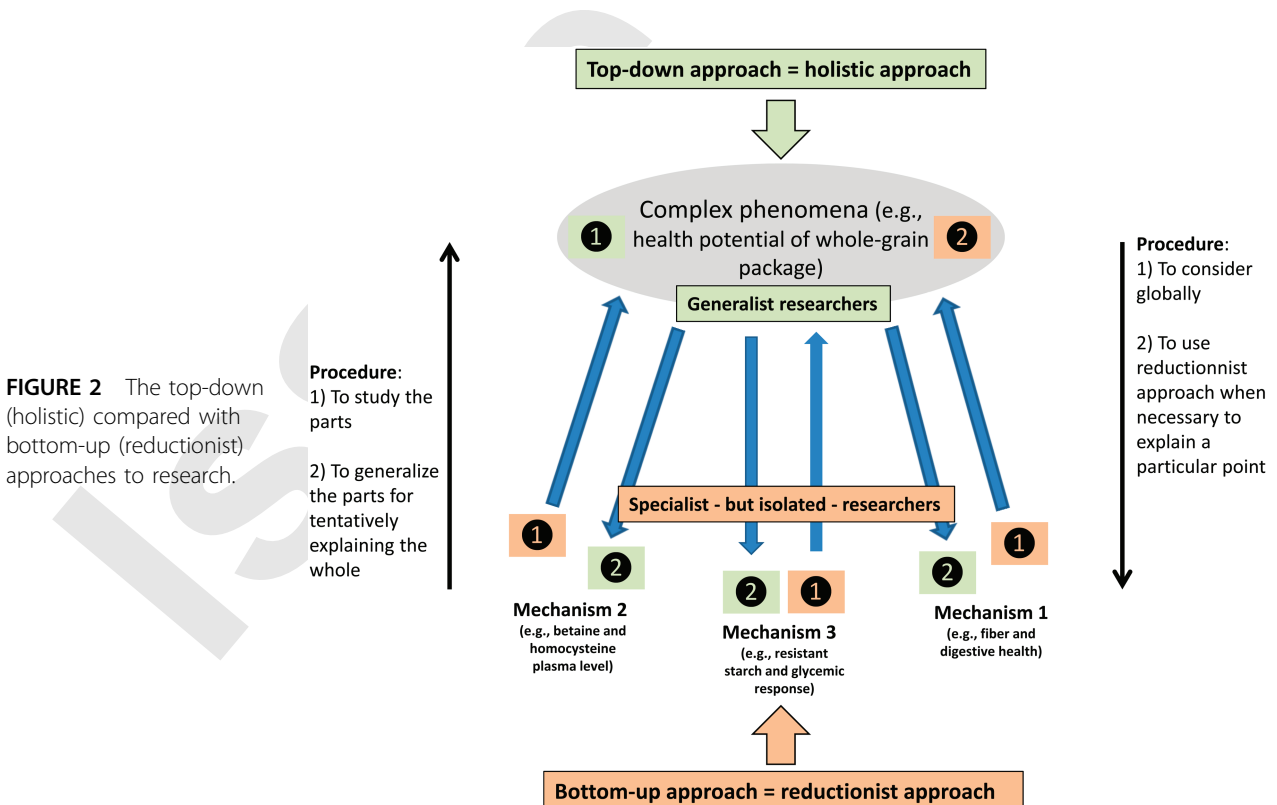 FIGURE 2 The top-down
(holistic) compared with
bottom-up (reductionist)
approaches to research.
Top-down approach = holistic approach
Complex phenomena (e.g.,
1 health potential of whole-grain 2
package)
Generalist researchers
Procedure:
1) To study the
parts
2) To generalize
the parts for
tentatively
explaining the
whole
Procedure:
1) To consider
globally
2) To use
reductionnist
approach when
necessary to
explain a
particular point
Specialist - but isolated - researchers
1
2
Mechanism 2
(e.g., betaine and
homocysteine
plasma level)
2 1
Mechanism 3
(e.g., resistant
starch and glycemic
response)
1
2
Mechanism 1
(e.g., fiber and
digestive health)
Bottom-up approach = reductionist approach